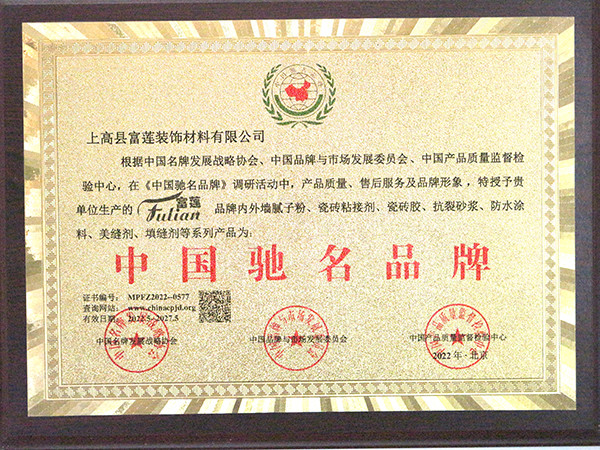 上高县富莲装饰材料有限公司
根据中国名牌发展战略协会、中国品牌与市场发展委员会、中国产品质量监督检
验中心，在《中国驰名品牌》调研活动中，产品质量、售后服务及品牌形象，特授予贵
单位生产的（富莲 Fulian 品牌内外墙腻子粉、瓷砖粘接剂、瓷砖胶、抗裂砂浆、防水涂
料、美缝剂、填缝剂等系列产品为：
中国驰名品牌
证书编号： MPFZ2022--0577
查询网站： www.chinacpjd.org
有效日期： 2022.5--2027.5
中国名牌发展战略协会
中国品牌与市场发展委员会
中国产品质量监督检验中心
2022年·北京